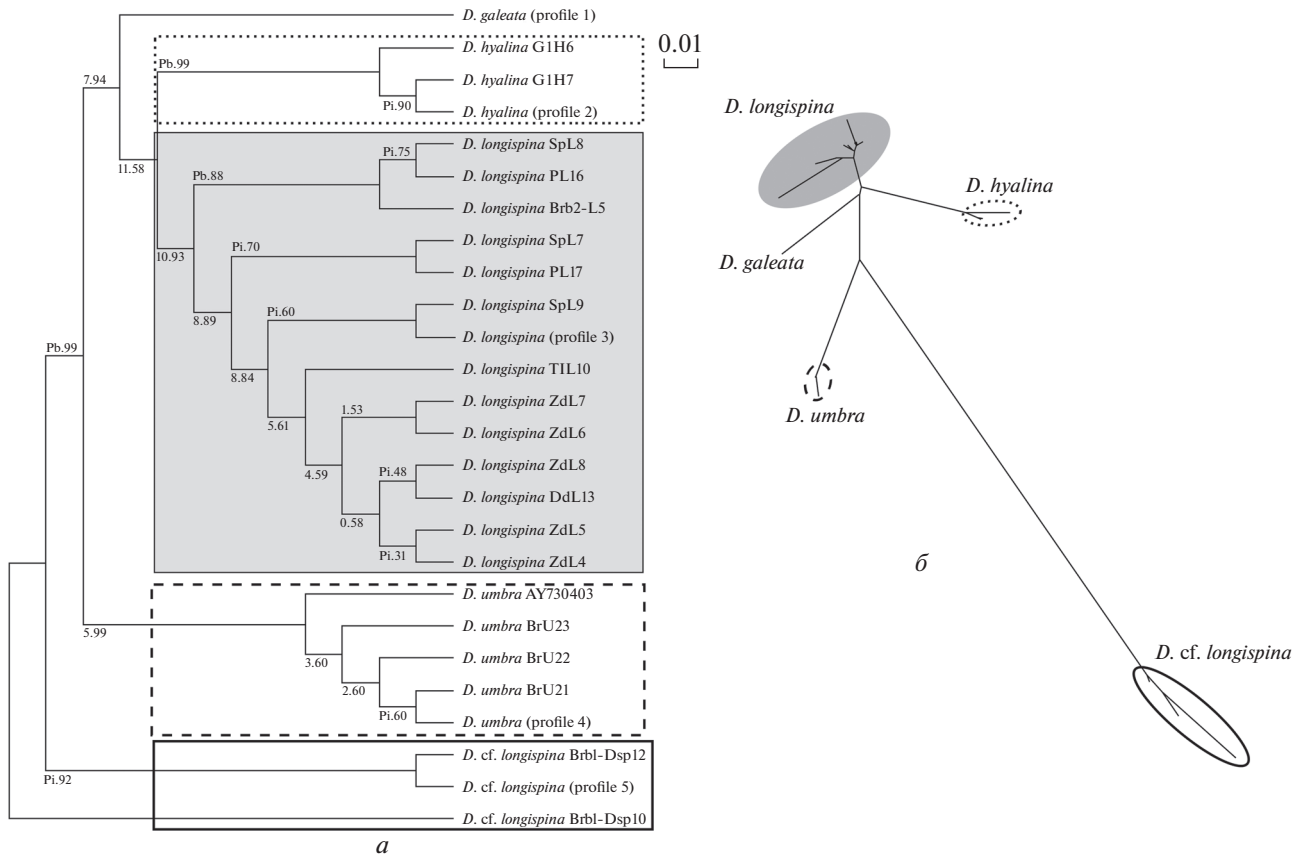 D. galeata (profile 1)
Pb.99
D. hyalina G1H6
7.94
D. hyalina G1H7
Pi.90
D. hyalina (profile 2)
Pi.75
D. longispina SpL8
11.58
Pb.88
D. longispina PL16
D. longispina Brb2-L5
Pi.70
D. longispina SpL7
10.93
D. longispina PL17
Pi.60
D. longispina SpL9
8.89
D. longispina (profile 3)
Pb.99
D. longispina TIL10
8.84
1.53
D. longispina ZdL7
5.61
D. longispina ZdL6
Pi.48
D. longispina ZdL8
4.59
D. longispina DdL13
0.58
D. longispina ZdL5
Pi.31
D. longispina ZdL4
D. umbra AY730403
5.99
D. umbra BrU23
3.60
D. umbra BrU22
2.60
D. umbra BrU21
Pi.60
D. umbra (profile 4)
D. cf. longispina Brbl-Dsp12
Pi.92
D. cf. longispina (profile 5)
D. cf. longispina Brbl-Dsp10
а
0.01
D. longispina
D. hyalina
D. galeata
D. umbra
D. cf. longispina
б